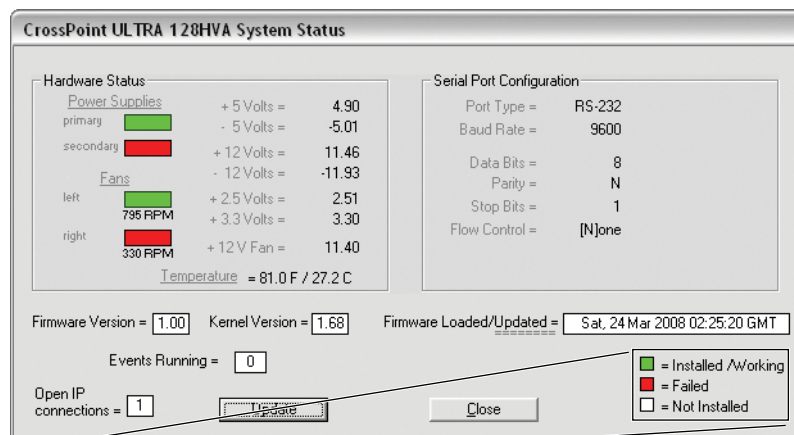 CrossPoint ULTRA 128HVA System Status
Hardware Status
Power Supplies
primary
secondary
Fans
left
795 RPM
right
330 RPM
+ 5 Volts = 4.90
- 5 Volts = -5.01
+ 12 Volts = 11.46
- 12 Volts = -11.93
+ 2.5 Volts = 2.51
+ 3.3 Volts = 3.30
+ 12 V Fan = 11.40
Temperature = 81.0 F / 27.2 C
Serial Port Configuration
Port Type = RS-232
Baud Rate = 9600
Data Bits = 8
Parity = N
Stop Bits = 1
Flow Control = [N]one
Firmware Version = 1.00 Kernel Version = 1.68 Firmware Loaded/Updated = Sat, 24 Mar 2008 02:25:20 GMT
Events Running = 0
Open IP
connections = 1
Update
Close
= Installed /Working
= Failed
= Not Installed